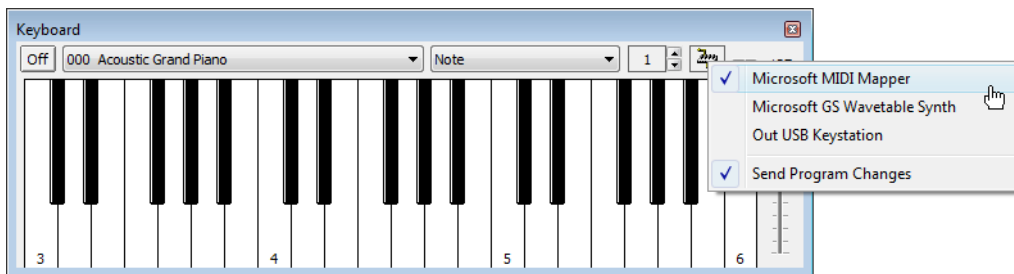 Keyboard
Off 000 Acoustic Grand Piano Note 1
Microsoft MIDI Mapper
Microsoft GS Wavetable Synth
Out USB Keystation
Send Program Changes
3 4 5 6